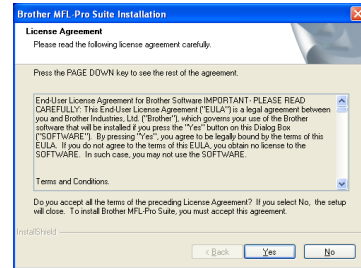 Brother MFL-Pro Suite Installation
License Agreement
Please read the following license agreement carefully.
Press the PAGE DOWN key to see the rest of the agreement.
End-User License Agreement for Brother Software IMPORTANT- PLEASE READ
CAREFULLY: This End-User License Agreement ("EULA") is a legal agreement between
you and Brother Industries, Ltd. ("Brother"), which governs your use of the Brother
software that will be installed if you press the "Yes" button on this Dialog Box
("SOFTWARE"). By pressing "Yes", you agree to be legally bound by the terms of this
EULA. If you do not agree to the terms of this EULA, you obtain no license to the
SOFTWARE. In such case, you may not use the SOFTWARE.
Terms and Conditions.
Do you accept all the terms of the preceding License Agreement? If you select No, the setup
will close. To install Brother MFL-Pro Suite, you must accept this agreement.
InstallShield
< Back
Yes
No